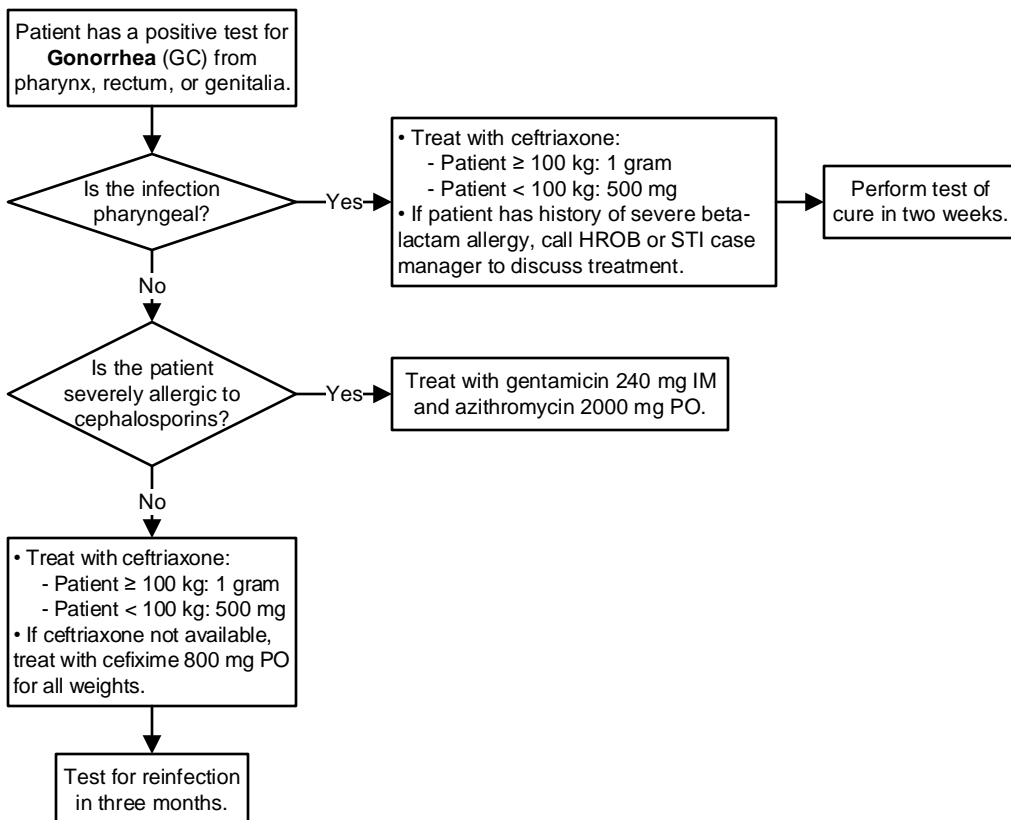 Patient has a positive test for
Gonorrhea (GC) from
pharynx, rectum, or genitalia.
Is the infection
pharyngeal?
Yes
• Treat with ceftriaxone:
- Patient ≥ 100 kg: 1 gram
- Patient < 100 kg: 500 mg
• If patient has history of severe beta-
lactam allergy, call HROB or STI case
manager to discuss treatment.
Perform test of
cure in two weeks.
No
Is the patient
severely allergic to
cephalosporins?
Yes
Treat with gentamicin 240 mg IM
and azithromycin 2000 mg PO.
No
• Treat with ceftriaxone:
- Patient ≥ 100 kg: 1 gram
- Patient < 100 kg: 500 mg
• If ceftriaxone not available,
treat with cefixime 800 mg PO
for all weights.
Test for reinfection
in three months.